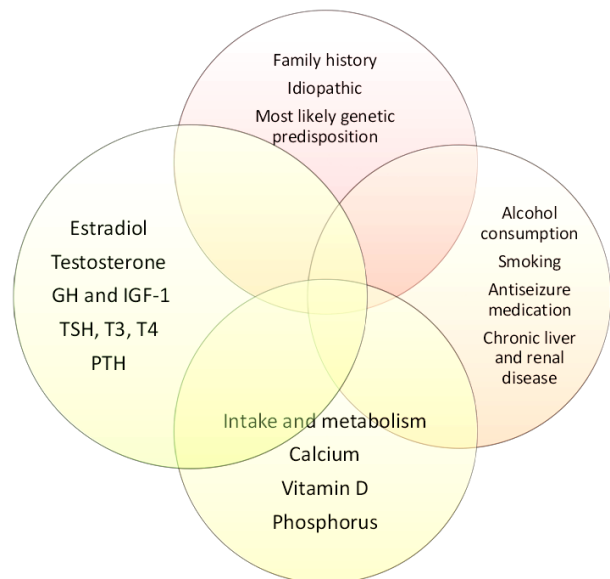 Family history
Idiopathic
Most likely genetic
predisposition
Estradiol
Testosterone
GH and IGF-1
TSH, T3, T4
PTH
Alcohol
consumption
Smoking
Antiseizure
medication
Chronic liver
and renal
disease
Intake and metabolism
Calcium
Vitamin D
Phosphorus